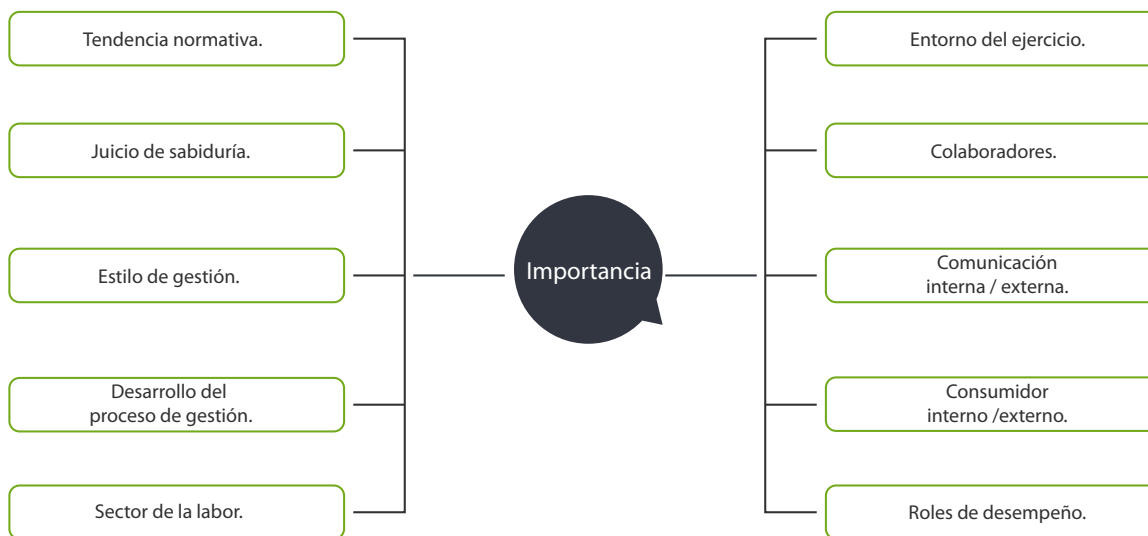 Tendencia normativa.
Juicio de sabiduría.
Estilo de gestión.
Desarrollo del
proceso de gestión.
Sector de la labor.
Importancia
Entorno del ejercicio.
Colaboradores.
Comunicación
interna / externa.
Consumidor
interno /externo.
Roles de desempeño.